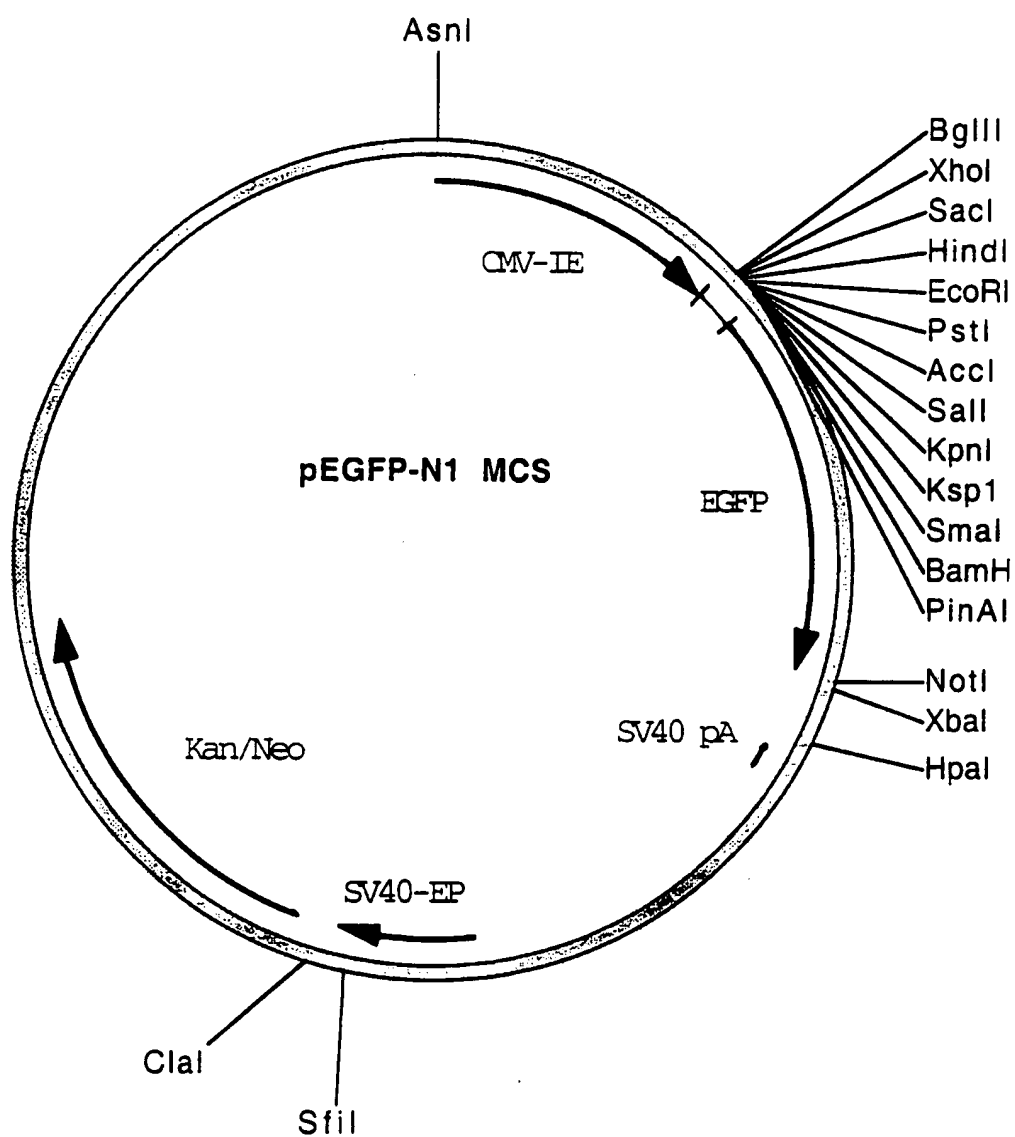 AsnI
BglII
XhoI
SacI
HindI
EcoRI
PstI
AccI
SalI
KpnI
Ksp1
SmaI
BamH
PinAI
CMV-IE
pEGFP-N1 MCS
EGFP
NotI
XbaI
HpaI
SV40 pA
Kan/Neo
SV40-EP
ClaI
SfiI